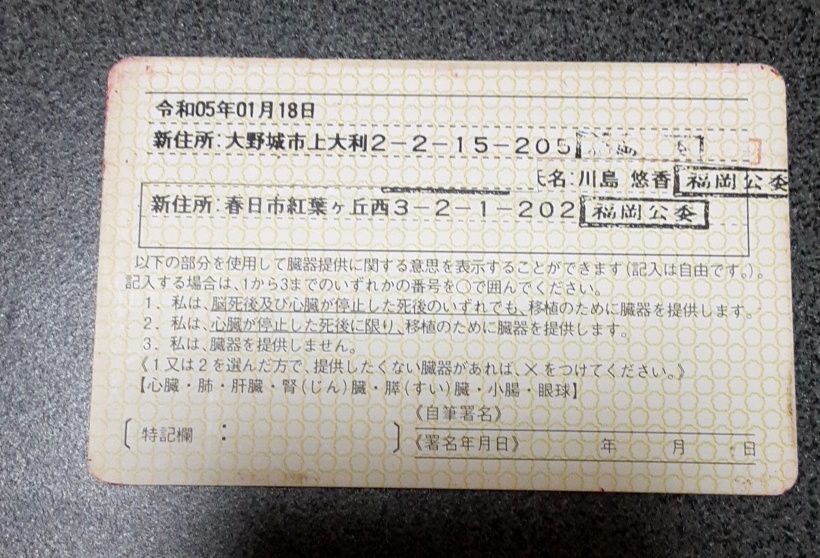 令和05年01月18日
新住所:大野城市上大利2-2-15-205
氏名:川島 悠香 福岡公委
新住所:春日市紅葉ヶ丘西3-2-1-202 福岡公委
以下の部分を使用して臓器提供に関する意思を表示することができます(記入は自由です。)。
記入する場合は、1から3までのいずれかの番号を○で囲んでください。
1. 私は、脳死後及び心臓が停止した死後のいずれでも、移植のために臓器を提供します。
2. 私は、心臓が停止した死後に限り、移植のために臓器を提供します。
3. 私は、臓器を提供しません。
《1又は2を選んだ方で、提供したくない臓器があれば、×をつけてください。》
【心臓・肺・肝臓・腎(じん)臓・膵(すい)臓・小腸・眼球】
〔特記欄 : 〕
《自筆署名》
《署名年月日》 年 月 日